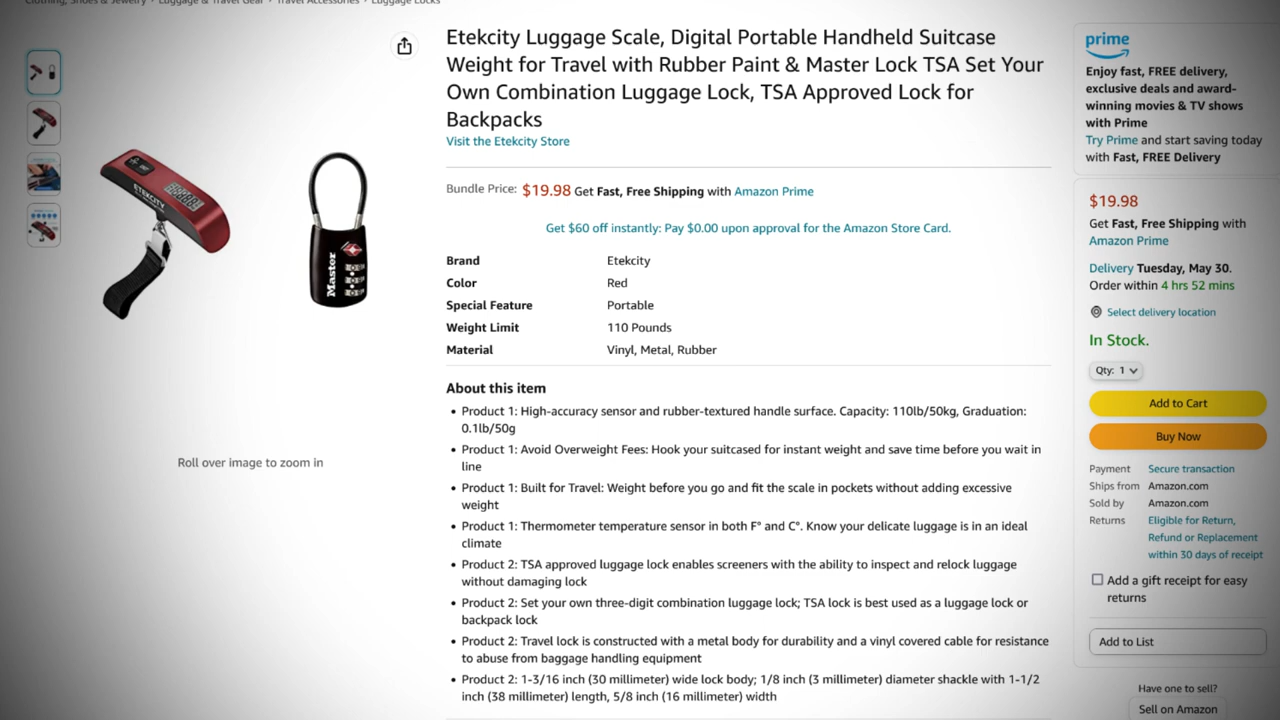 Clothing, Shoes & Jewelry › Luggage & Travel Gear › Travel Accessories › Luggage Locks
Etekcity Luggage Scale, Digital Portable Handheld Suitcase
Weight for Travel with Rubber Paint & Master Lock TSA Set Your
Own Combination Luggage Lock, TSA Approved Lock for
Backpacks
Visit the Etekcity Store
Bundle Price: $19.98 Get Fast, Free Shipping with Amazon Prime
Get $60 off instantly: Pay $0.00 upon approval for the Amazon Store Card.
Brand Etekcity
Color Red
Special Feature Portable
Weight Limit 110 Pounds
Material Vinyl, Metal, Rubber
About this item
• Product 1: High-accuracy sensor and rubber-textured handle surface. Capacity: 110lb/50kg, Graduation:
0.1lb/50g
• Product 1: Avoid Overweight Fees: Hook your suitcased for instant weight and save time before you wait in
line
• Product 1: Built for Travel: Weight before you go and fit the scale in pockets without adding excessive
weight
• Product 1: Thermometer temperature sensor in both F° and C°. Know your delicate luggage is in an ideal
climate
• Product 2: TSA approved luggage lock enables screeners with the ability to inspect and relock luggage
without damaging lock
• Product 2: Set your own three-digit combination luggage lock; TSA lock is best used as a luggage lock or
backpack lock
• Product 2: Travel lock is constructed with a metal body for durability and a vinyl covered cable for resistance
to abuse from baggage handling equipment
• Product 2: 1-3/16 inch (30 millimeter) wide lock body; 1/8 inch (3 millimeter) diameter shackle with 1-1/2
inch (38 millimeter) length, 5/8 inch (16 millimeter) width
ETEKCITY
Master
Roll over image to zoom in
prime
Enjoy fast, FREE delivery,
exclusive deals and award-
winning movies & TV shows
with Prime
Try Prime and start saving today
with Fast, FREE Delivery
$19.98
Get Fast, Free Shipping with
Amazon Prime
Delivery Tuesday, May 30.
Order within 4 hrs 52 mins
Select delivery location
In Stock.
Qty: 1
Add to Cart
Buy Now
Payment Secure transaction
Ships from Amazon.com
Sold by Amazon.com
Returns Eligible for Return,
Refund or Replacement
within 30 days of receipt
Add a gift receipt for easy
returns
Add to List
Have one to sell?
Sell on Amazon